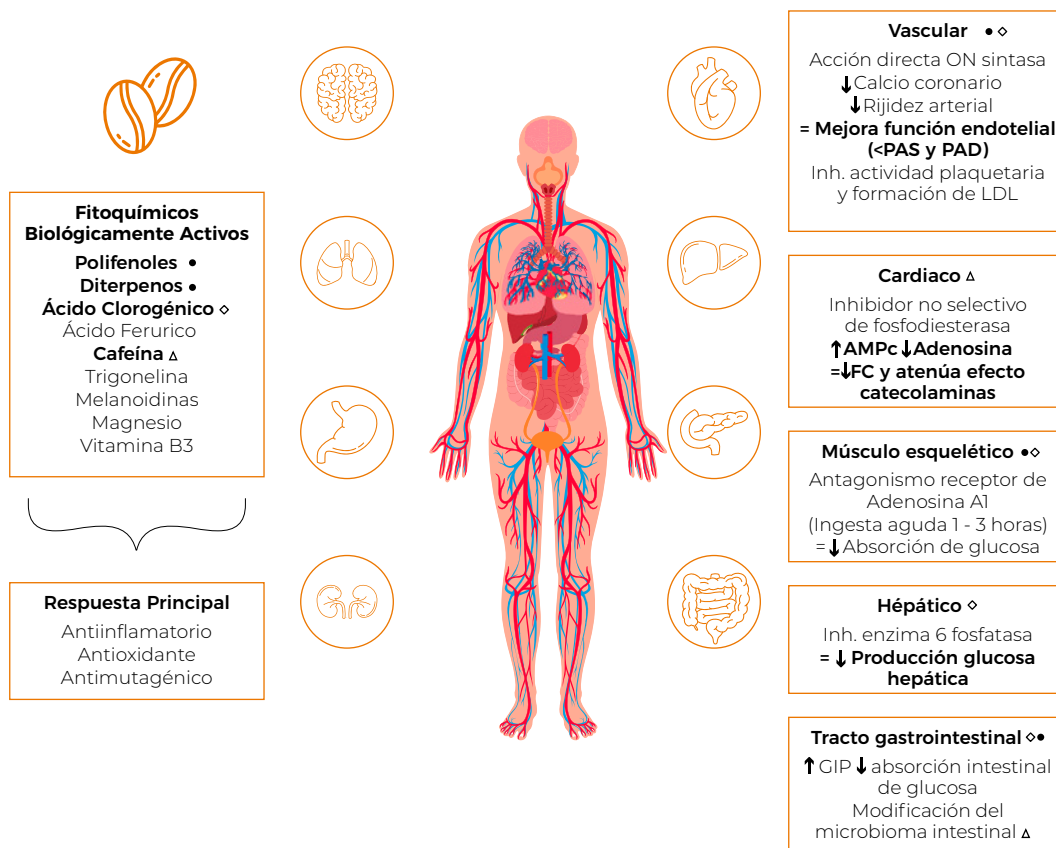 Fitoquímicos
Biológicamente Activos
Polifenoles •
Diterpenos •
Ácido Clorogénico ◇
Ácido Ferurico
Cafeína △
Trigonelina
Melanoidinas
Magnesio
Vitamina B3
Respuesta Principal
Antiinflamatorio
Antioxidante
Antimutagénico
Vascular • ◇
Acción directa ON sintasa
↓Calcio coronario
↓Rijidez arterial
= Mejora función endotelial
(<PAS y PAD)
Inh. actividad plaquetaria
y formación de LDL
Cardiaco △
Inhibidor no selectivo
de fosfodiesterasa
↑AMPc ↓Adenosina
=↓FC y atenúa efecto
catecolaminas
Músculo esquelético •◇
Antagonismo receptor de
Adenosina A1
(Ingesta aguda 1 - 3 horas)
= ↓ Absorción de glucosa
Hépático ◇
Inh. enzima 6 fosfatasa
= ↓ Producción glucosa
hepática
Tracto gastrointestinal ◇•
↑ GIP ↓ absorción intestinal
de glucosa
Modificación del
microbioma intestinal △